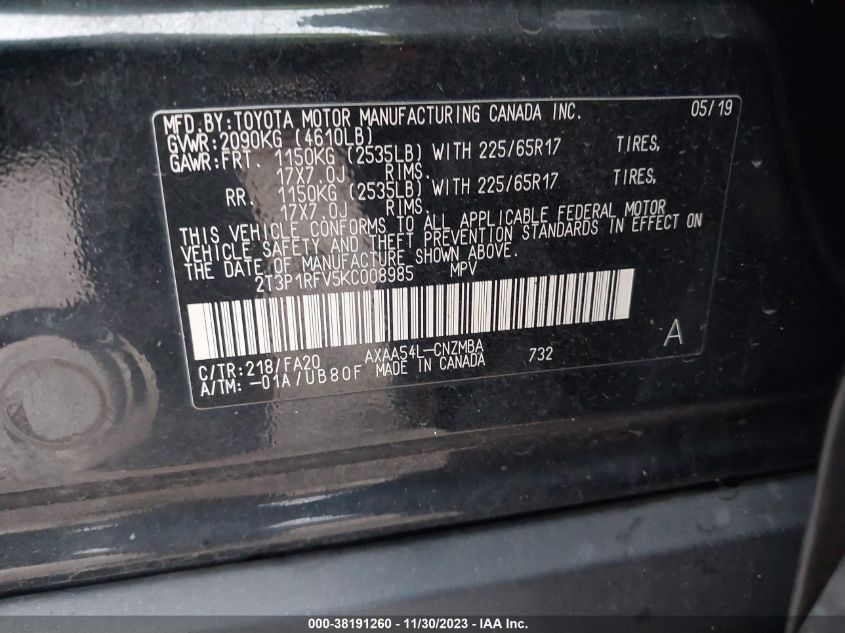 MFD.BY:TOYOTA MOTOR MANUFACTURING CANADA INC. 05/19
GVWR:2090KG (4610LB)
GAWR:FRT. 1150KG (2535LB) WITH 225/65R17 TIRES,
17X7.0J RIMS.
RR. 1150KG (2535LB) WITH 225/65R17 TIRES,
17X7.0J RIMS.
THIS VEHICLE CONFORMS TO ALL APPLICABLE FEDERAL MOTOR
VEHICLE SAFETY AND THEFT PREVENTION STANDARDS IN EFFECT ON
THE DATE OF MANUFACTURE SHOWN ABOVE.
2T3P1RFV5KC008985 MPV
A
C/TR:218/FA20 AXAA54L-CNZMBA 732
A/TM: -01A/UB80F MADE IN CANADA
000-38191260 - 11/30/2023 - IAA Inc.